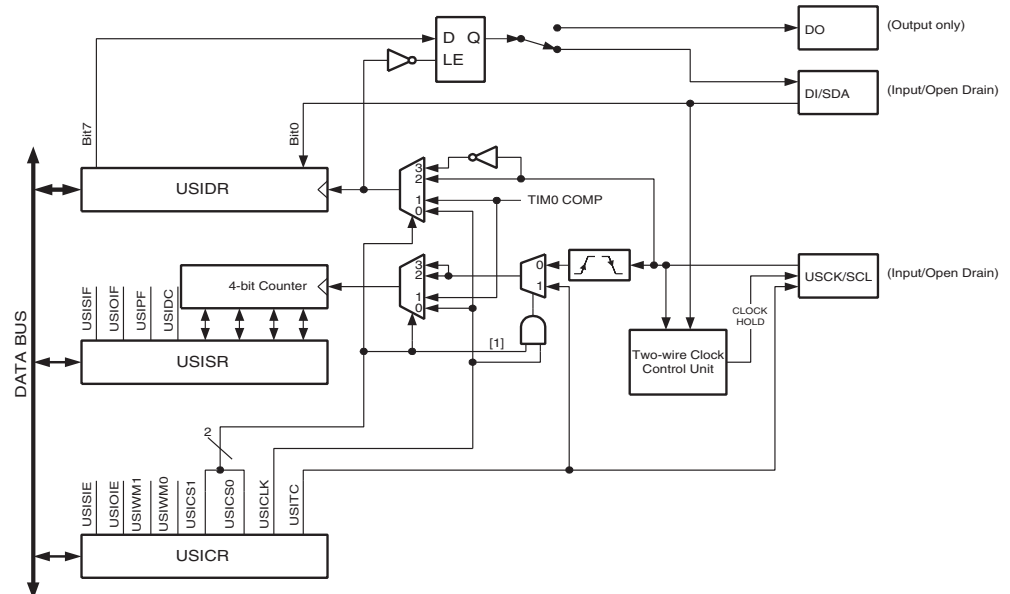 D Q
LE
DO
(Output only)
DI/SDA
(Input/Open Drain)
Bit7
Bit0
USIDR
3
2
1
0
TIM0 COMP
4-bit Counter
3
2
1
0
0
1
USCK/SCL
(Input/Open Drain)
CLOCK
HOLD
USISIF
USIOIF
USIPF
USIDC
[1]
Two-wire Clock
Control Unit
USISR
DATA BUS
2
USISIE
USIOIE
USIWM1
USIWM0
USICS1
USICS0
USICLK
USITC
USICR